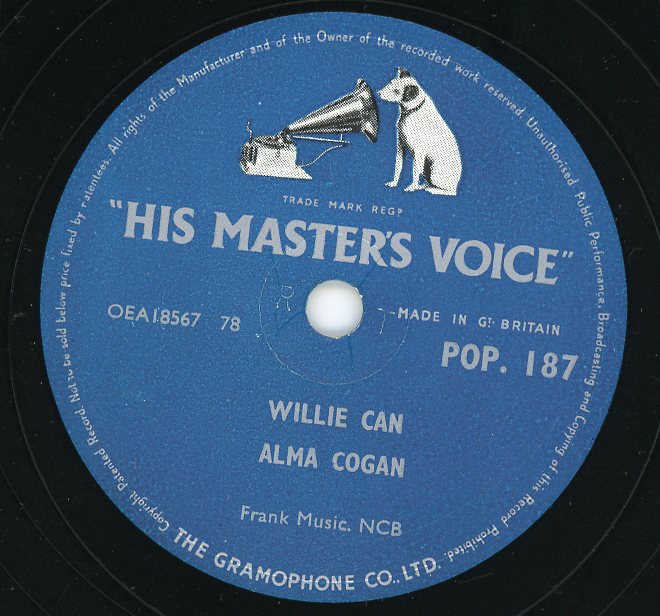 Copyright Patented Record. Not to be sold below price fixed by Patentees. All rights of the Manufacturer and of the Owner of the recorded work reserved. Unauthorised Public Performance, Broadcasting and Copying of this Record Prohibited.
TRADE MARK REGD
"HIS MASTER'S VOICE"
R T
OEA18567 78
MADE IN GT. BRITAIN
POP. 187
WILLIE CAN
ALMA COGAN
Frank Music. NCB
THE GRAMOPHONE CO., LTD.